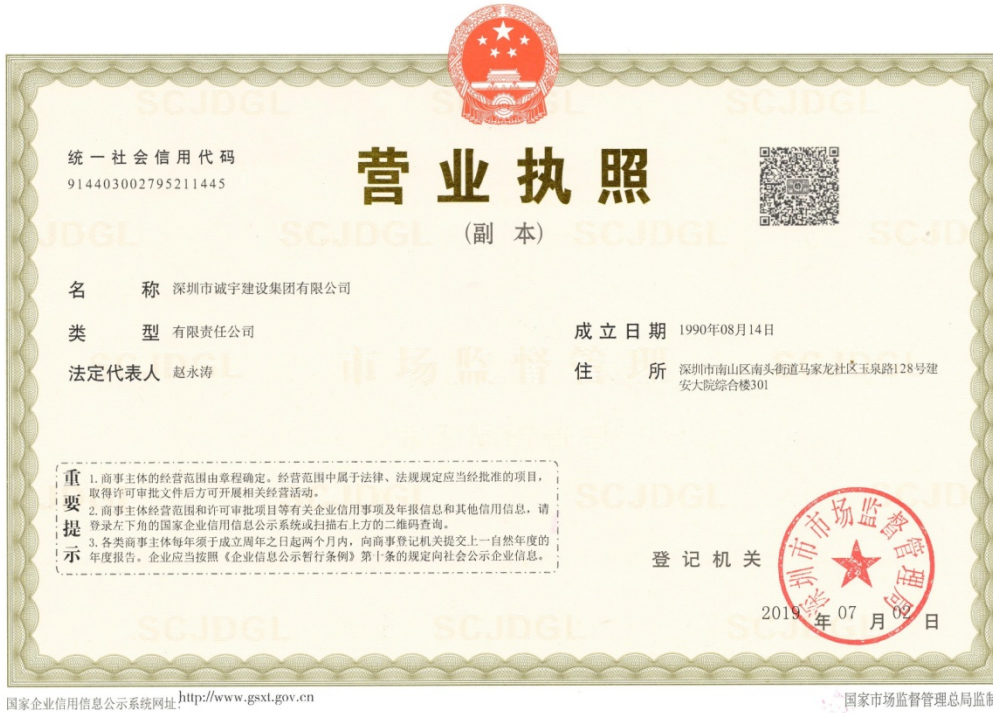 统一社会信用代码
914403002795211445
营业执照
(副 本)
名 称 深圳市诚宇建设集团有限公司
类 型 有限责任公司
法定代表人 赵永涛
成立日期 1990年08月14日
住 所 深圳市南山区南头街道马家龙社区玉泉路128号建
安大院综合楼301
重要提示
1.商事主体的经营范围由章程确定。经营范围中属于法律、法规规定应当经批准的项目,
取得许可审批文件后方可开展相关经营活动。
2.商事主体经营范围和许可审批项目等有关企业信用事项及年报信息和其他信用信息,请
登录左下角的国家企业信用信息公示系统或扫描右上方的二维码查询。
3.各类商事主体每年须于成立周年之日起两个月内,向商事登记机关提交上一自然年度的
年度报告。企业应当按照《企业信息公示暂行条例》第十条的规定向社会公示企业信息。
登记机关
深圳市市场监督管理局
2019年07月02日
国家企业信用信息公示系统网址:http://www.gsxt.gov.cn
国家市场监督管理总局监制
SCJDGL
市场监督管理